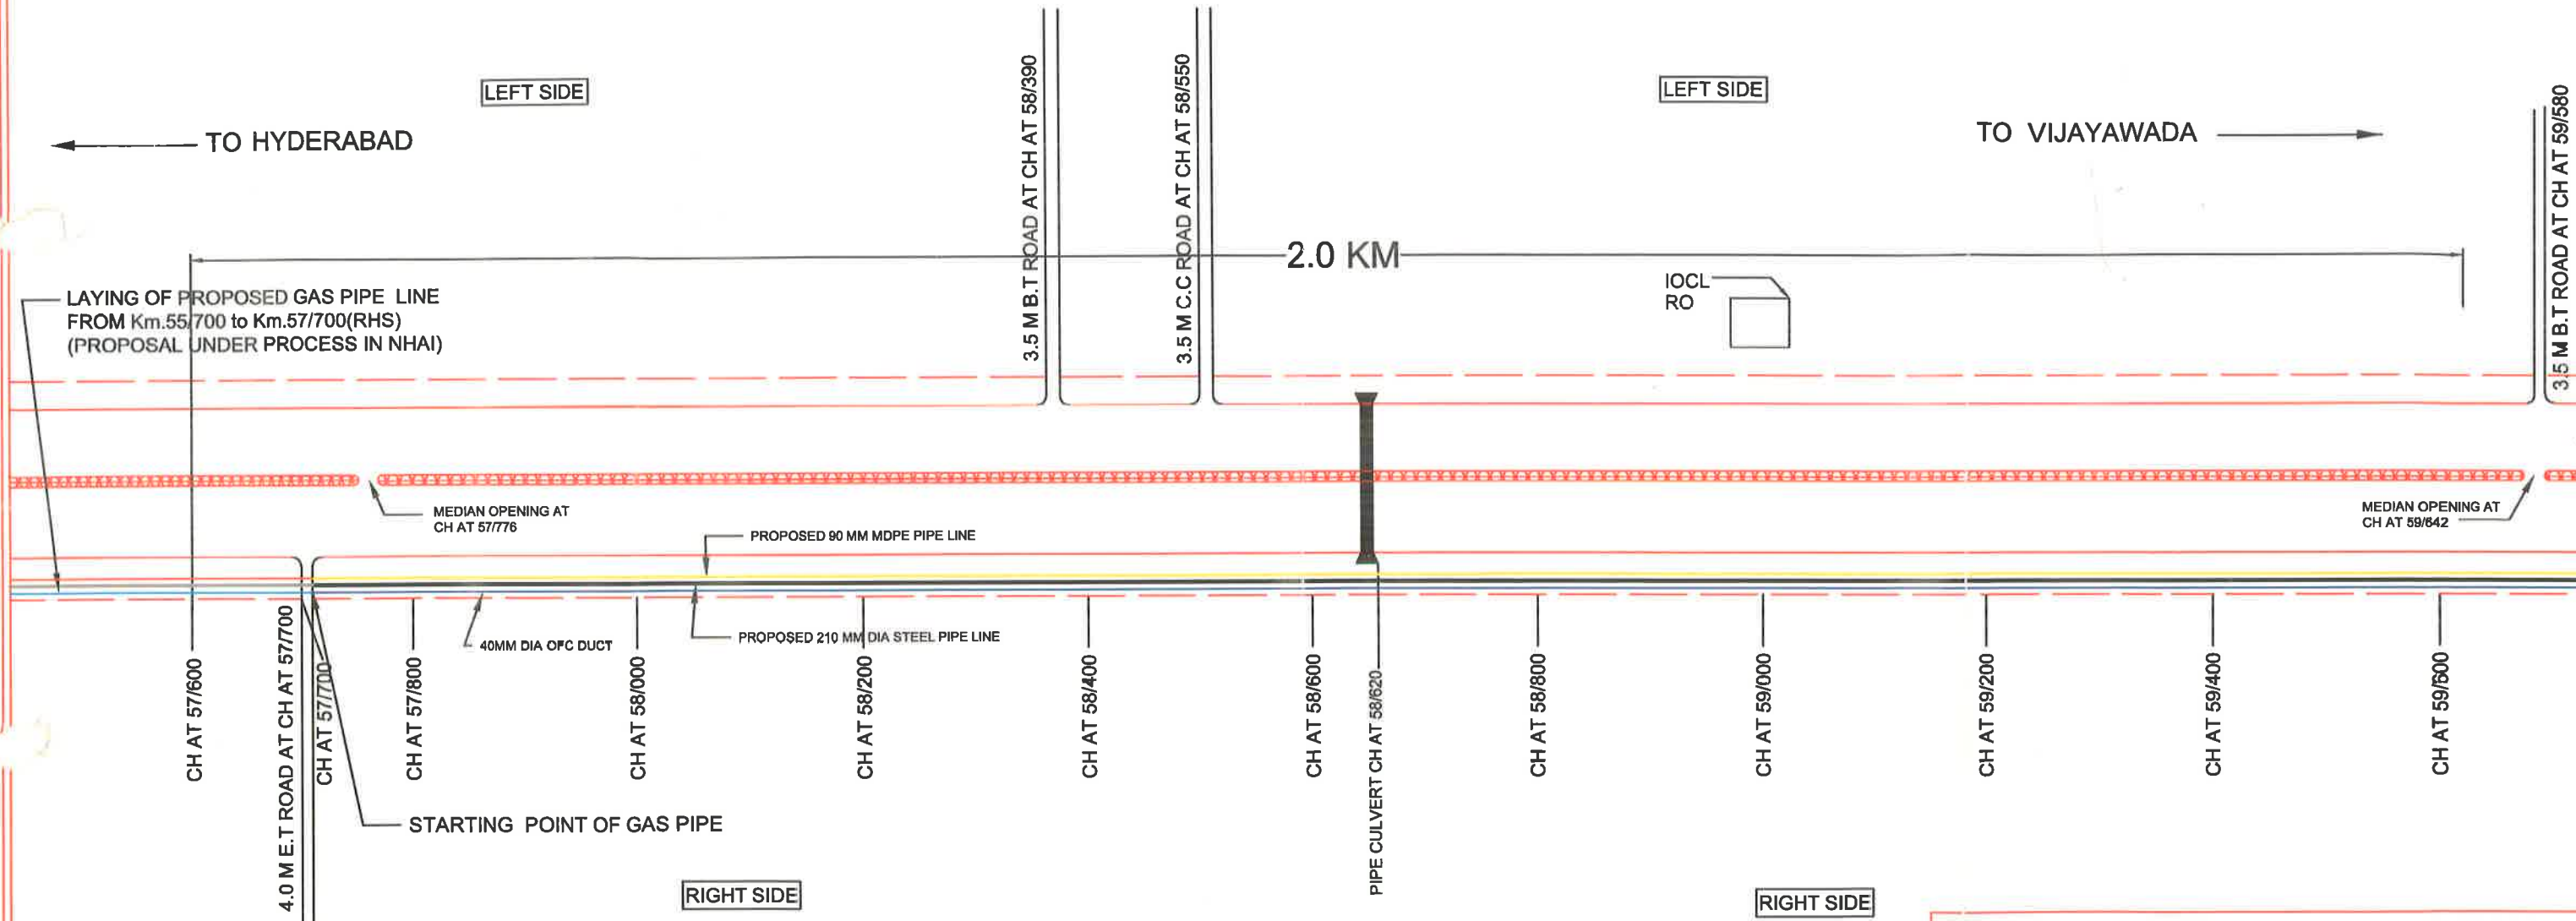 LEFT SIDE
LEFT SIDE
TO HYDERABAD
TO VIJAYAWADA
3.5 M B.T ROAD AT CH AT 58/390
3.5 M C.C ROAD AT CH AT 58/550
3.5 M B.T ROAD AT CH AT 59/580
2.0 KM
IOCL
RO
LAYING OF PROPOSED GAS PIPE LINE
FROM Km.55/700 to Km.57/700(RHS)
(PROPOSAL UNDER PROCESS IN NHAI)
MEDIAN OPENING AT
CH AT 57/776
MEDIAN OPENING AT
CH AT 59/642
PROPOSED 90 MM MDPE PIPE LINE
40MM DIA OFC DUCT
PROPOSED 210 MM DIA STEEL PIPE LINE
CH AT 57/600
4.0 M E.T ROAD AT CH AT 57/700
CH AT 57/700
CH AT 57/800
CH AT 58/000
CH AT 58/200
CH AT 58/400
CH AT 58/600
PIPE CULVERT CH AT 58/620
CH AT 58/800
CH AT 59/000
CH AT 59/200
CH AT 59/400
CH AT 59/600
STARTING POINT OF GAS PIPE
RIGHT SIDE
RIGHT SIDE